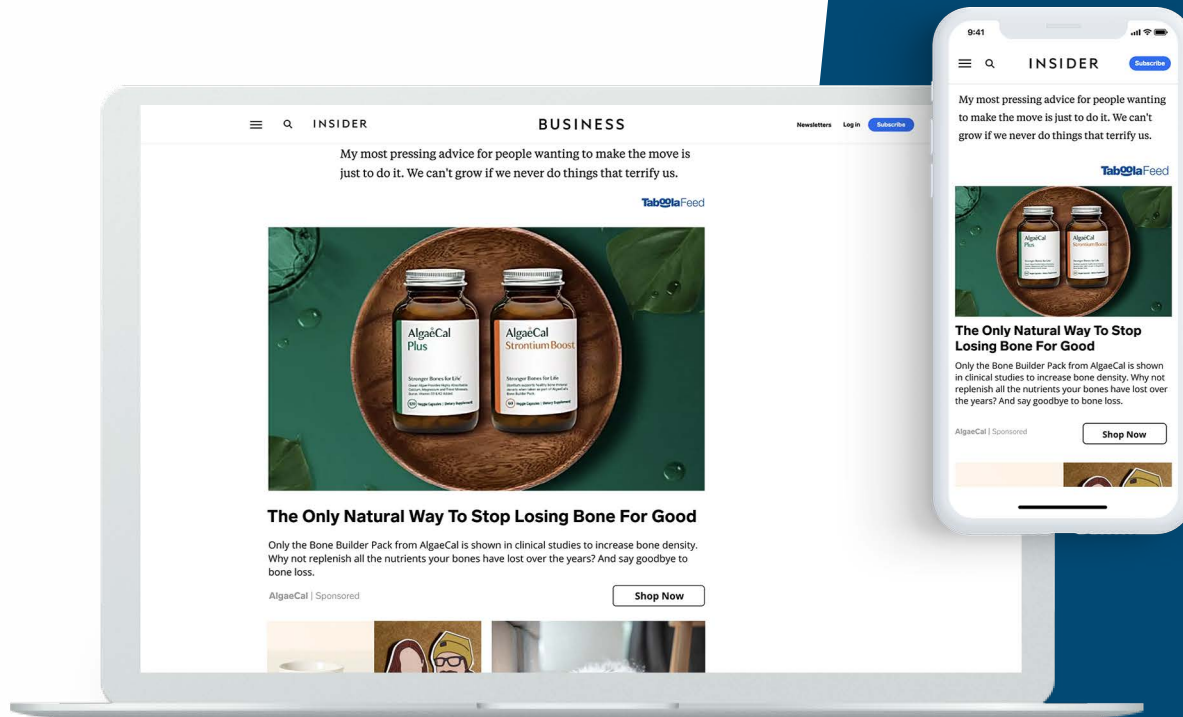 INSIDER
BUSINESS
Newsletters Log in Subscribe
My most pressing advice for people wanting to make the move is
just to do it. We can't grow if we never do things that terrify us.
TaboolaFeed
AlgaeCal
Plus
Stronger Bones for Life
AlgaeCal
Strontium Boost
Stronger Bones for Life
Veggie Capsules | Dietary Supplement
Veggie Capsules | Dietary Supplement
The Only Natural Way To Stop Losing Bone For Good
Only the Bone Builder Pack from AlgaeCal is shown in clinical studies to increase bone density.
Why not replenish all the nutrients your bones have lost over the years? And say goodbye to
bone loss.
AlgaeCal | Sponsored
Shop Now
9:41
INSIDER
Subscribe
My most pressing advice for people wanting
to make the move is just to do it. We can't
grow if we never do things that terrify us.
TaboolaFeed
AlgaeCal
Plus
AlgaeCal
Strontium Boost
The Only Natural Way To Stop
Losing Bone For Good
Only the Bone Builder Pack from AlgaeCal is shown
in clinical studies to increase bone density. Why not
replenish all the nutrients your bones have lost over
the years? And say goodbye to bone loss.
AlgaeCal | Sponsored
Shop Now